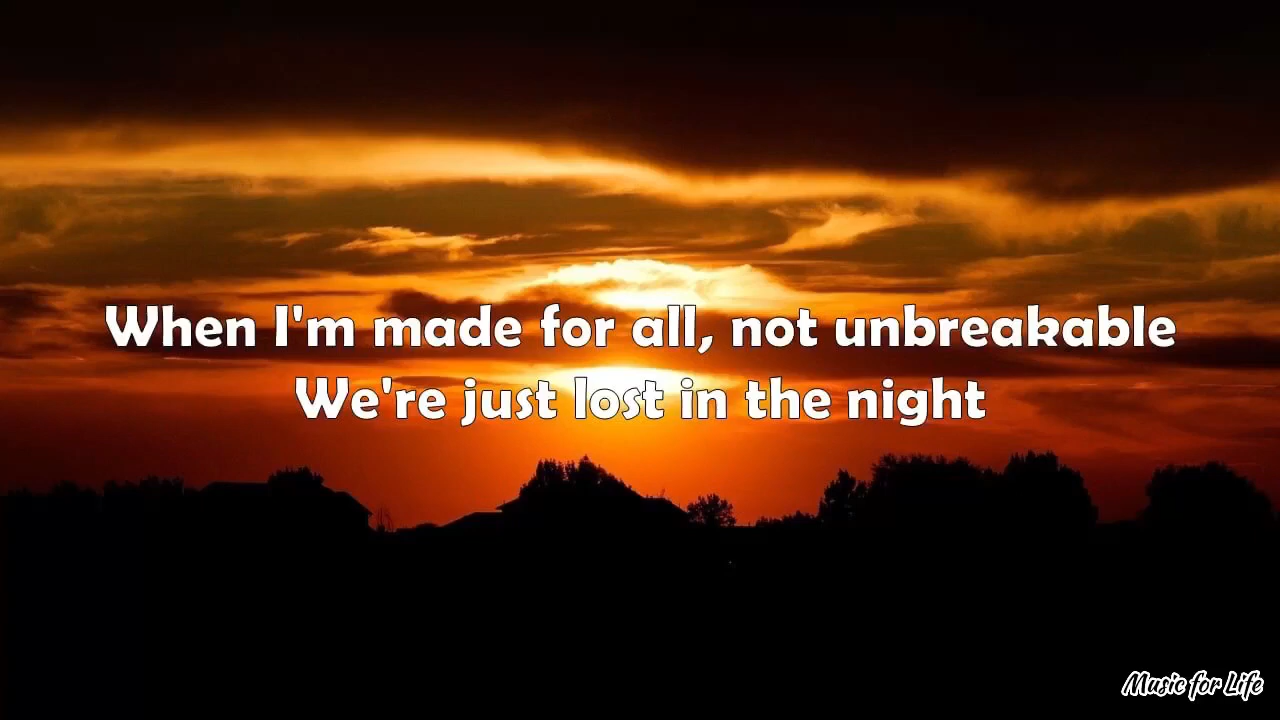 When I'm made for all, not unbreakable
We're just lost in the night
Music for Life